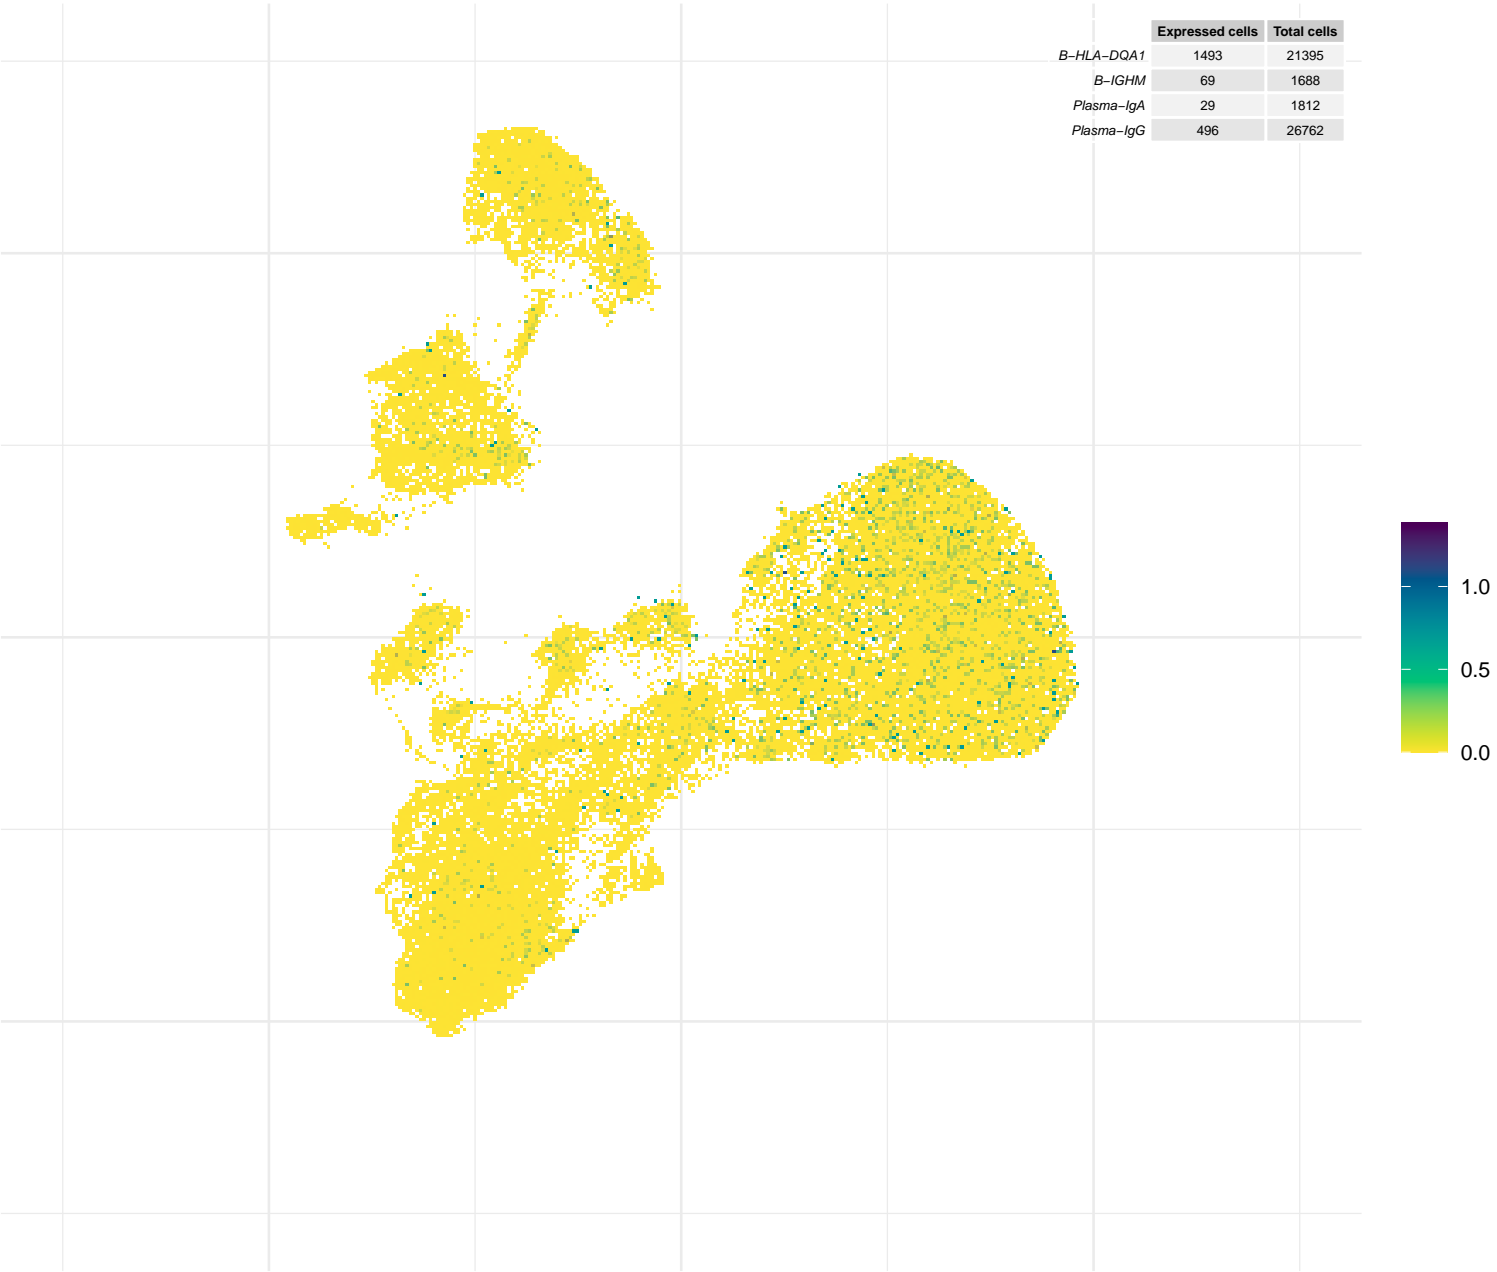 Expressed cells Total cells
B−HLA−DQA1 1493 21395
B−IGHM 69 1688
Plasma−IgA 29 1812
Plasma−IgG 496 26762
1.0
0.5
0.0